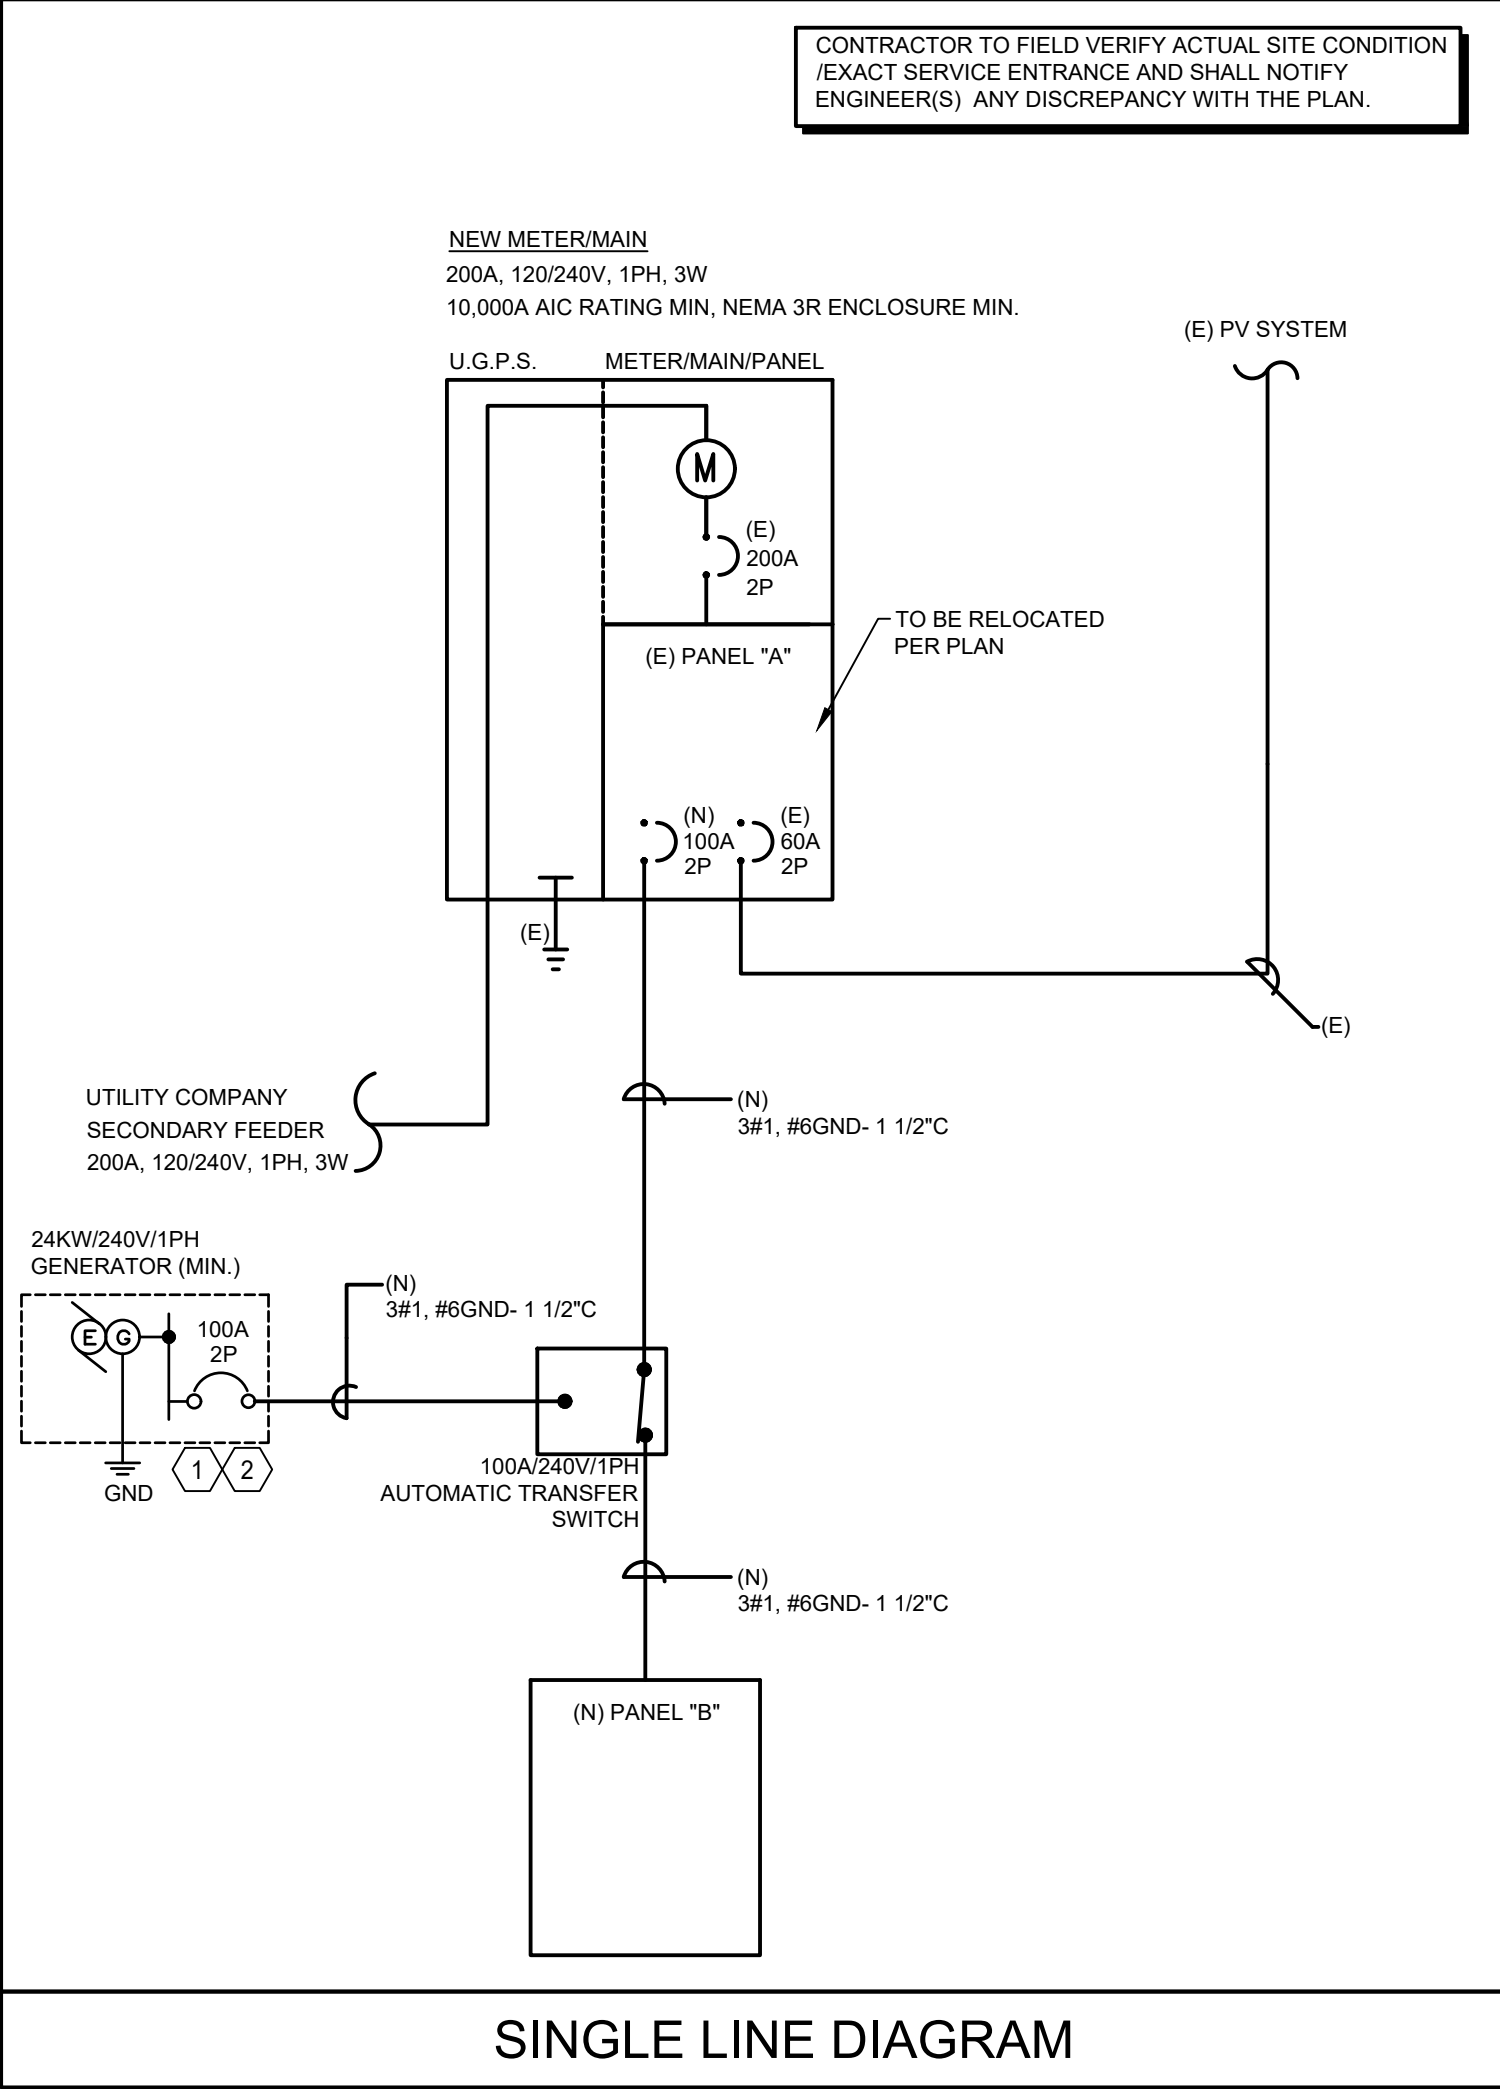 CONTRACTOR TO FIELD VERIFY ACTUAL SITE CONDITION
/EXACT SERVICE ENTRANCE AND SHALL NOTIFY
ENGINEER(S) ANY DISCREPANCY WITH THE PLAN.
NEW METER/MAIN
200A, 120/240V, 1PH, 3W
10,000A AIC RATING MIN, NEMA 3R ENCLOSURE MIN.
(E) PV SYSTEM
U.G.P.S.
METER/MAIN/PANEL
M
(E)
200A
2P
TO BE RELOCATED
PER PLAN
(E) PANEL "A"
(N)
100A
2P
(E)
60A
2P
(E)
(E)
UTILITY COMPANY
SECONDARY FEEDER
200A, 120/240V, 1PH, 3W
(N)
3#1, #6GND- 1 1/2"C
24KW/240V/1PH
GENERATOR (MIN.)
(N)
3#1, #6GND- 1 1/2"C
E
G
100A
2P
GND
1
2
100A/240V/1PH
AUTOMATIC TRANSFER
SWITCH
(N)
3#1, #6GND- 1 1/2"C
(N) PANEL "B"
SINGLE LINE DIAGRAM